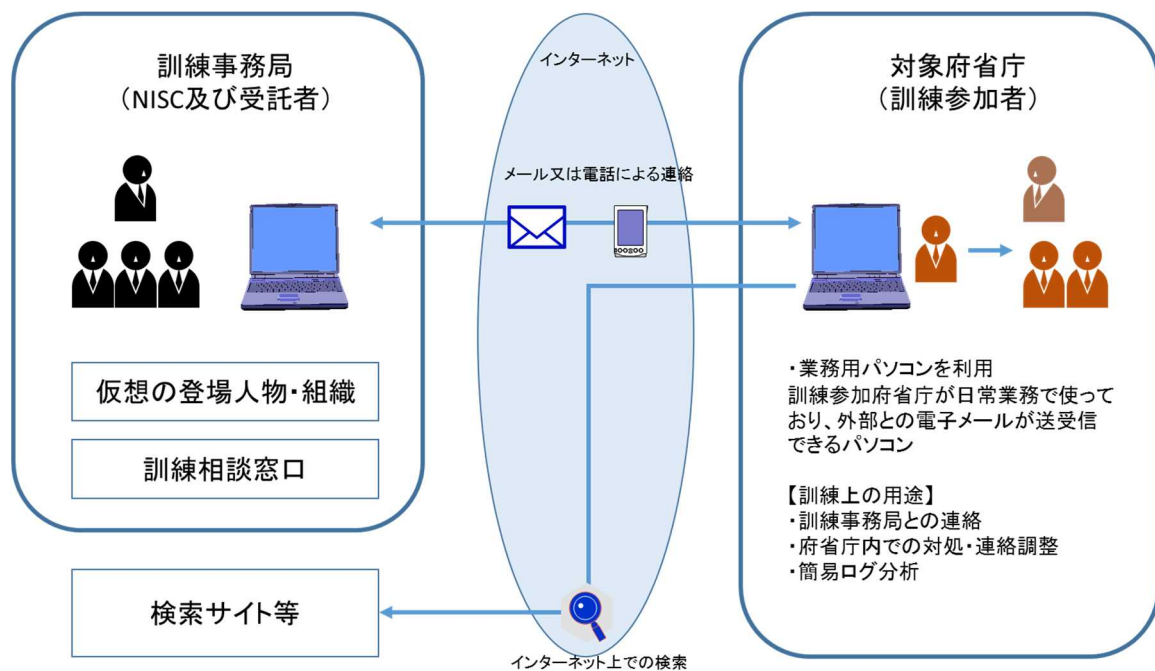 訓練事務局
（NISC及び受託者）
仮想の登場人物・組織
訓練相談窓口
検索サイト等
インターネット
メール又は電話による連絡
インターネット上での検索
対象府省庁
（訓練参加者）
・業務用パソコンを利用
訓練参加府省庁が日常業務で使って
おり、外部との電子メールが送受信
できるパソコン
【訓練上の用途】
・訓練事務局との連絡
・府省庁内での対処・連絡調整
・簡易ログ分析